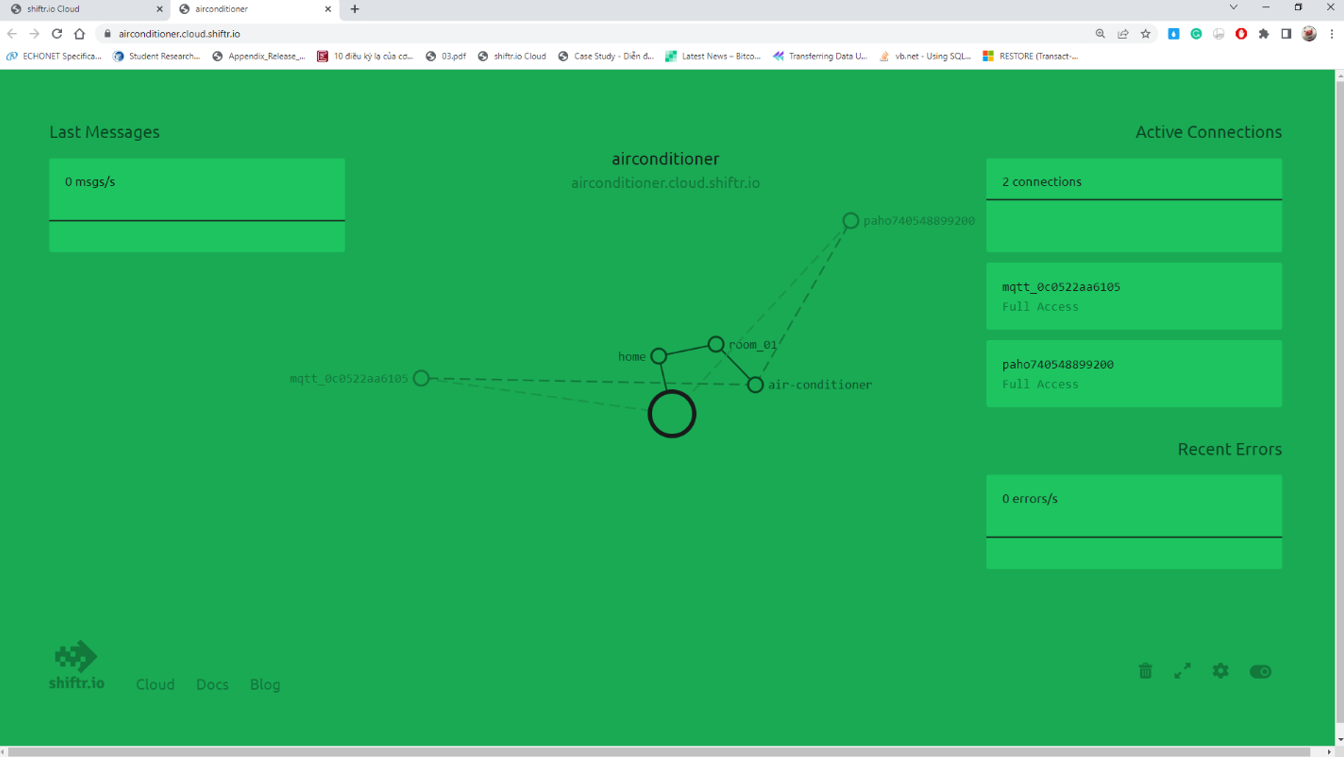 shiftr.io Cloud
airconditioner
airconditioner.cloud.shiftr.io
ECHONET Specifica...
Student Research...
Appendix_Release_...
10 điều kỳ lạ của co...
03.pdf
shiftr.io Cloud
Case Study - Diễn đ...
Latest News – Bitco...
Transferring Data U...
vb.net - Using SQL...
RESTORE (Transact-...
Last Messages
0 msgs/s
airconditioner
airconditioner.cloud.shiftr.io
paho740548899200
home
room_01
mqtt_0c0522aa6105
air-conditioner
Active Connections
2 connections
mqtt_0c0522aa6105
Full Access
paho740548899200
Full Access
Recent Errors
0 errors/s
shiftr.io
Cloud
Docs
Blog